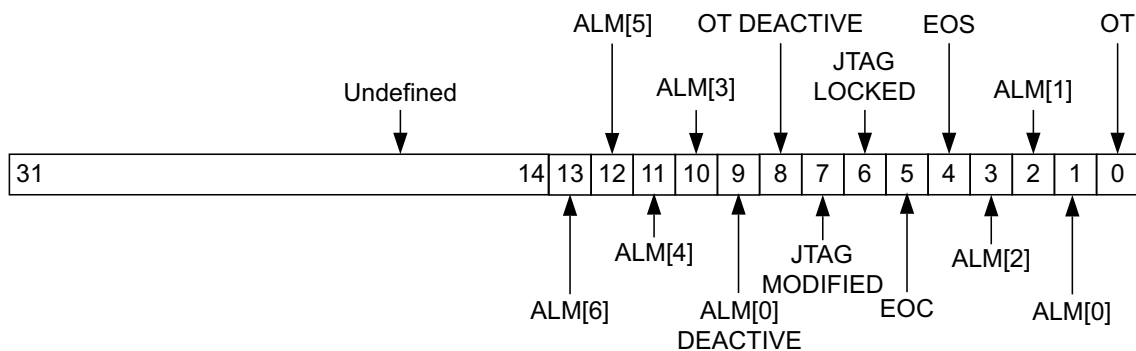 ALM[5]
OT DEACTIVE
EOS
OT
JTAG
LOCKED
Undefined
ALM[3]
ALM[1]
31
14
13
12
11
10
9
8
7
6
5
4
3
2
1
0
ALM[4]
JTAG
MODIFIED
ALM[2]
ALM[6]
ALM[0]
DEACTIVE
EOC
ALM[0]